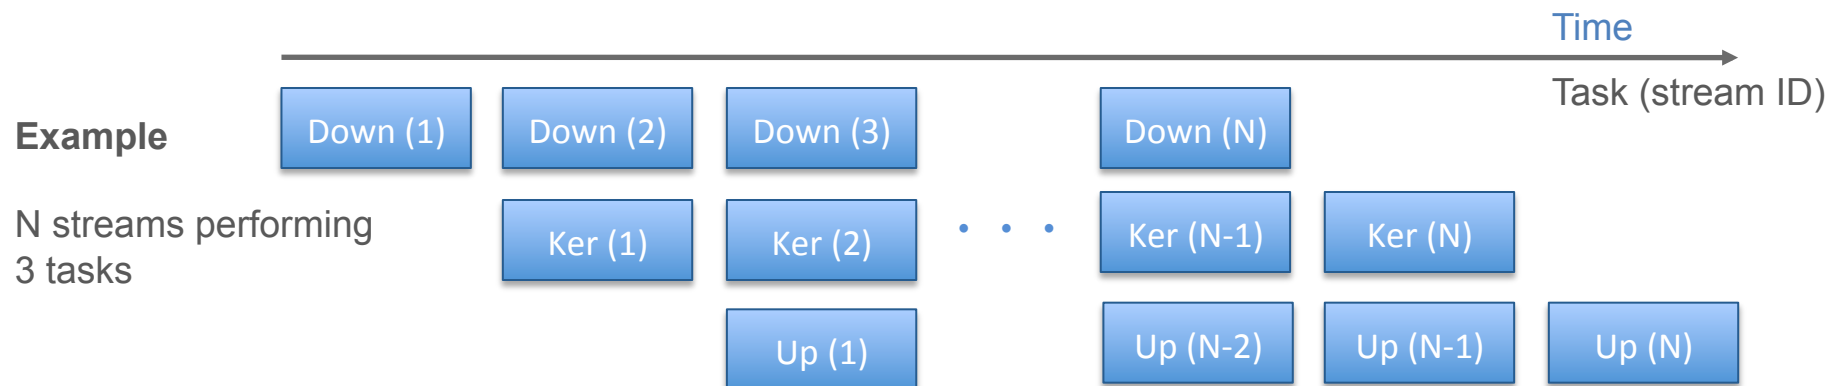 Time
Task (stream ID)
Example
Down (1) Down (2) Down (3) Down (N)
N streams performing
3 tasks
Ker (1) Ker (2) . . . Ker (N-1) Ker (N)
Up (1) Up (N-2) Up (N-1) Up (N)